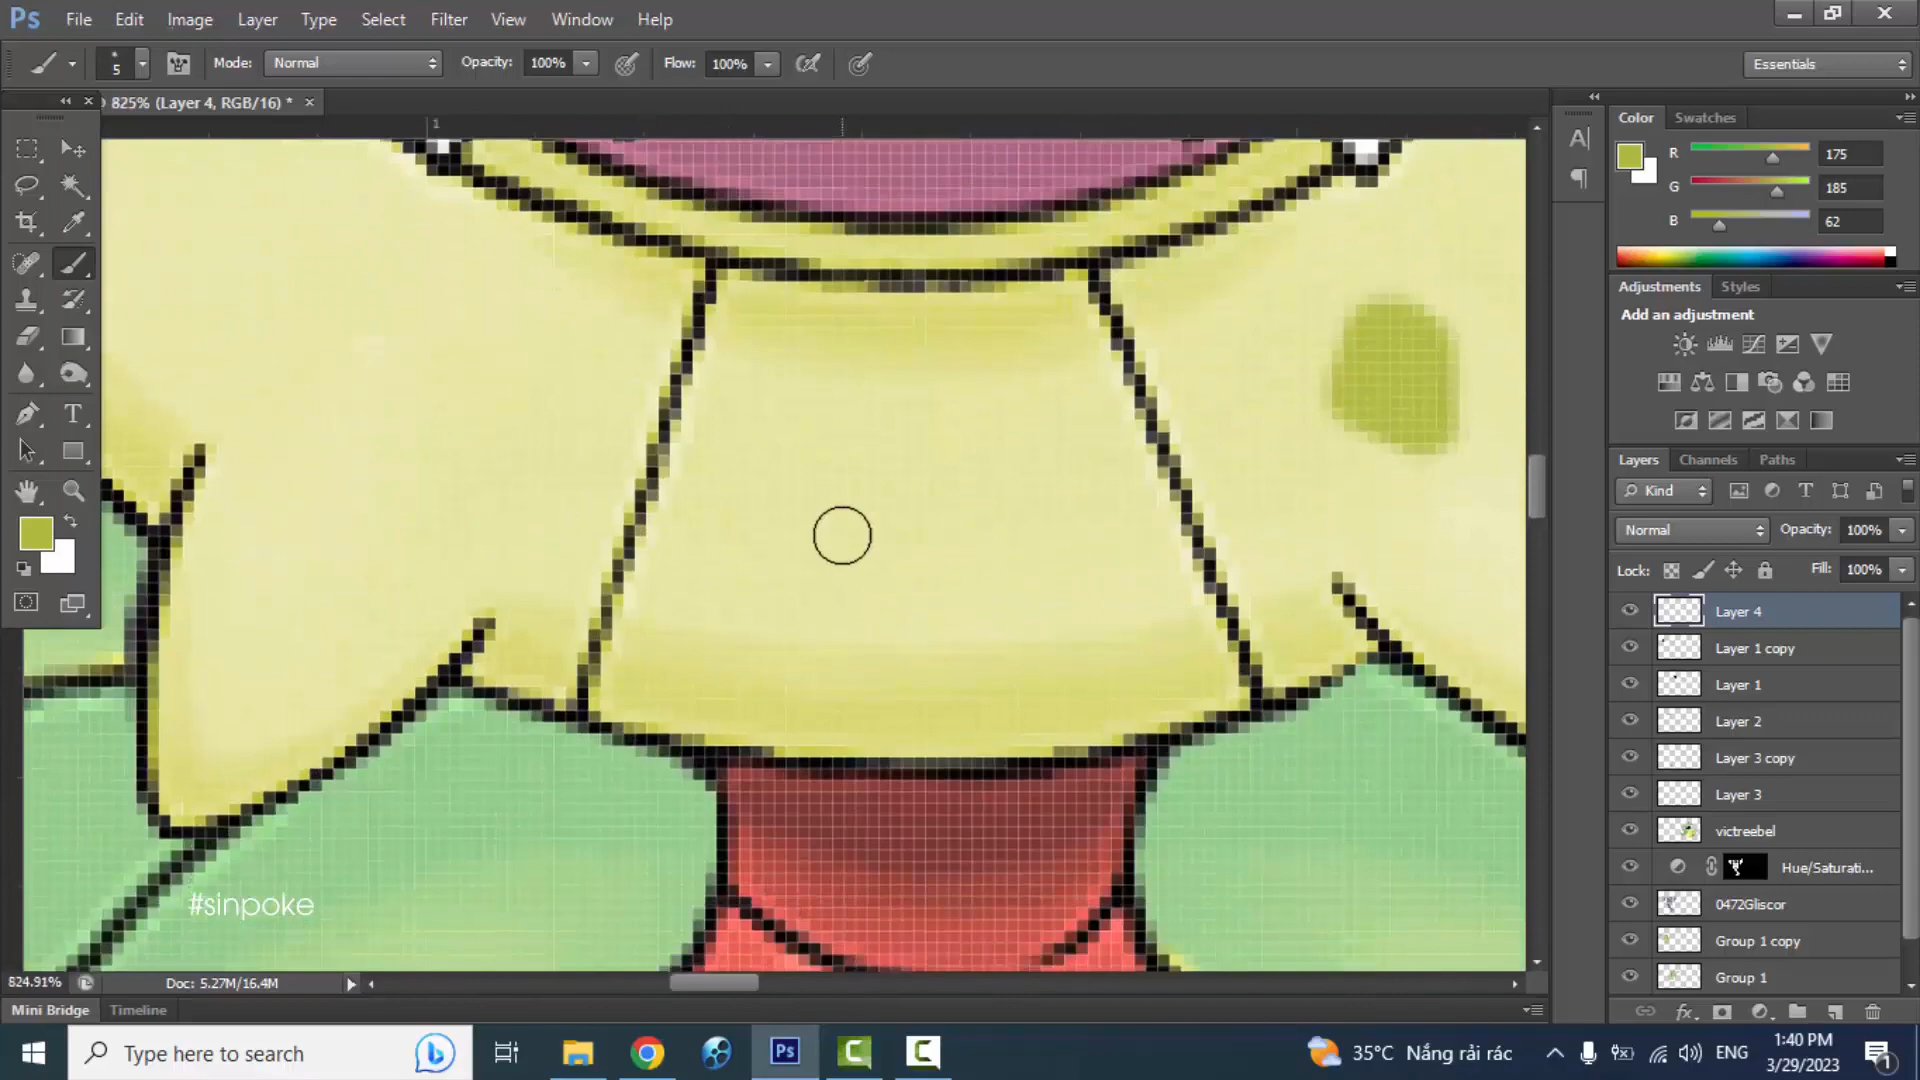 Ps File Edit Image Layer Type Select Filter View Window Help
5 Mode: Normal Opacity: 100% Flow: 100% Essentials
825% (Layer 4, RGB/16) * ×
1
Color Swatches
R 175
G 185
B 62
Adjustments Styles
Add an adjustment
Layers Channels Paths
Kind T
Normal Opacity: 100%
Lock: Fill: 100%
Layer 4
Layer 1 copy
Layer 1
Layer 2
Layer 3 copy
Layer 3
victreebel
Hue/Saturati...
0472Gliscor
Group 1 copy
Group 1
#sinpoke
824.91% Doc: 5.27M/16.4M
Mini Bridge Timeline
Type here to search
Ps
35°C Nắng rải rác ENG 1:40 PM
3/29/2023
1